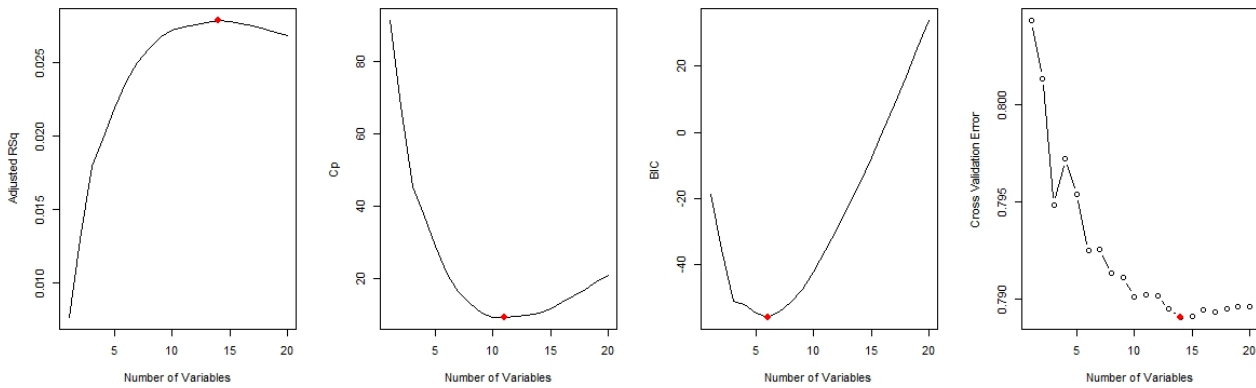 Adjusted RSq
0.010 0.015 0.020 0.025
5 10 15 20
Number of Variables
Cp
20 40 60 80
5 10 15 20
Number of Variables
BIC
-40 -20 0 20
5 10 15 20
Number of Variables
Cross Validation Error
0.790 0.795 0.800
5 10 15 20
Number of Variables